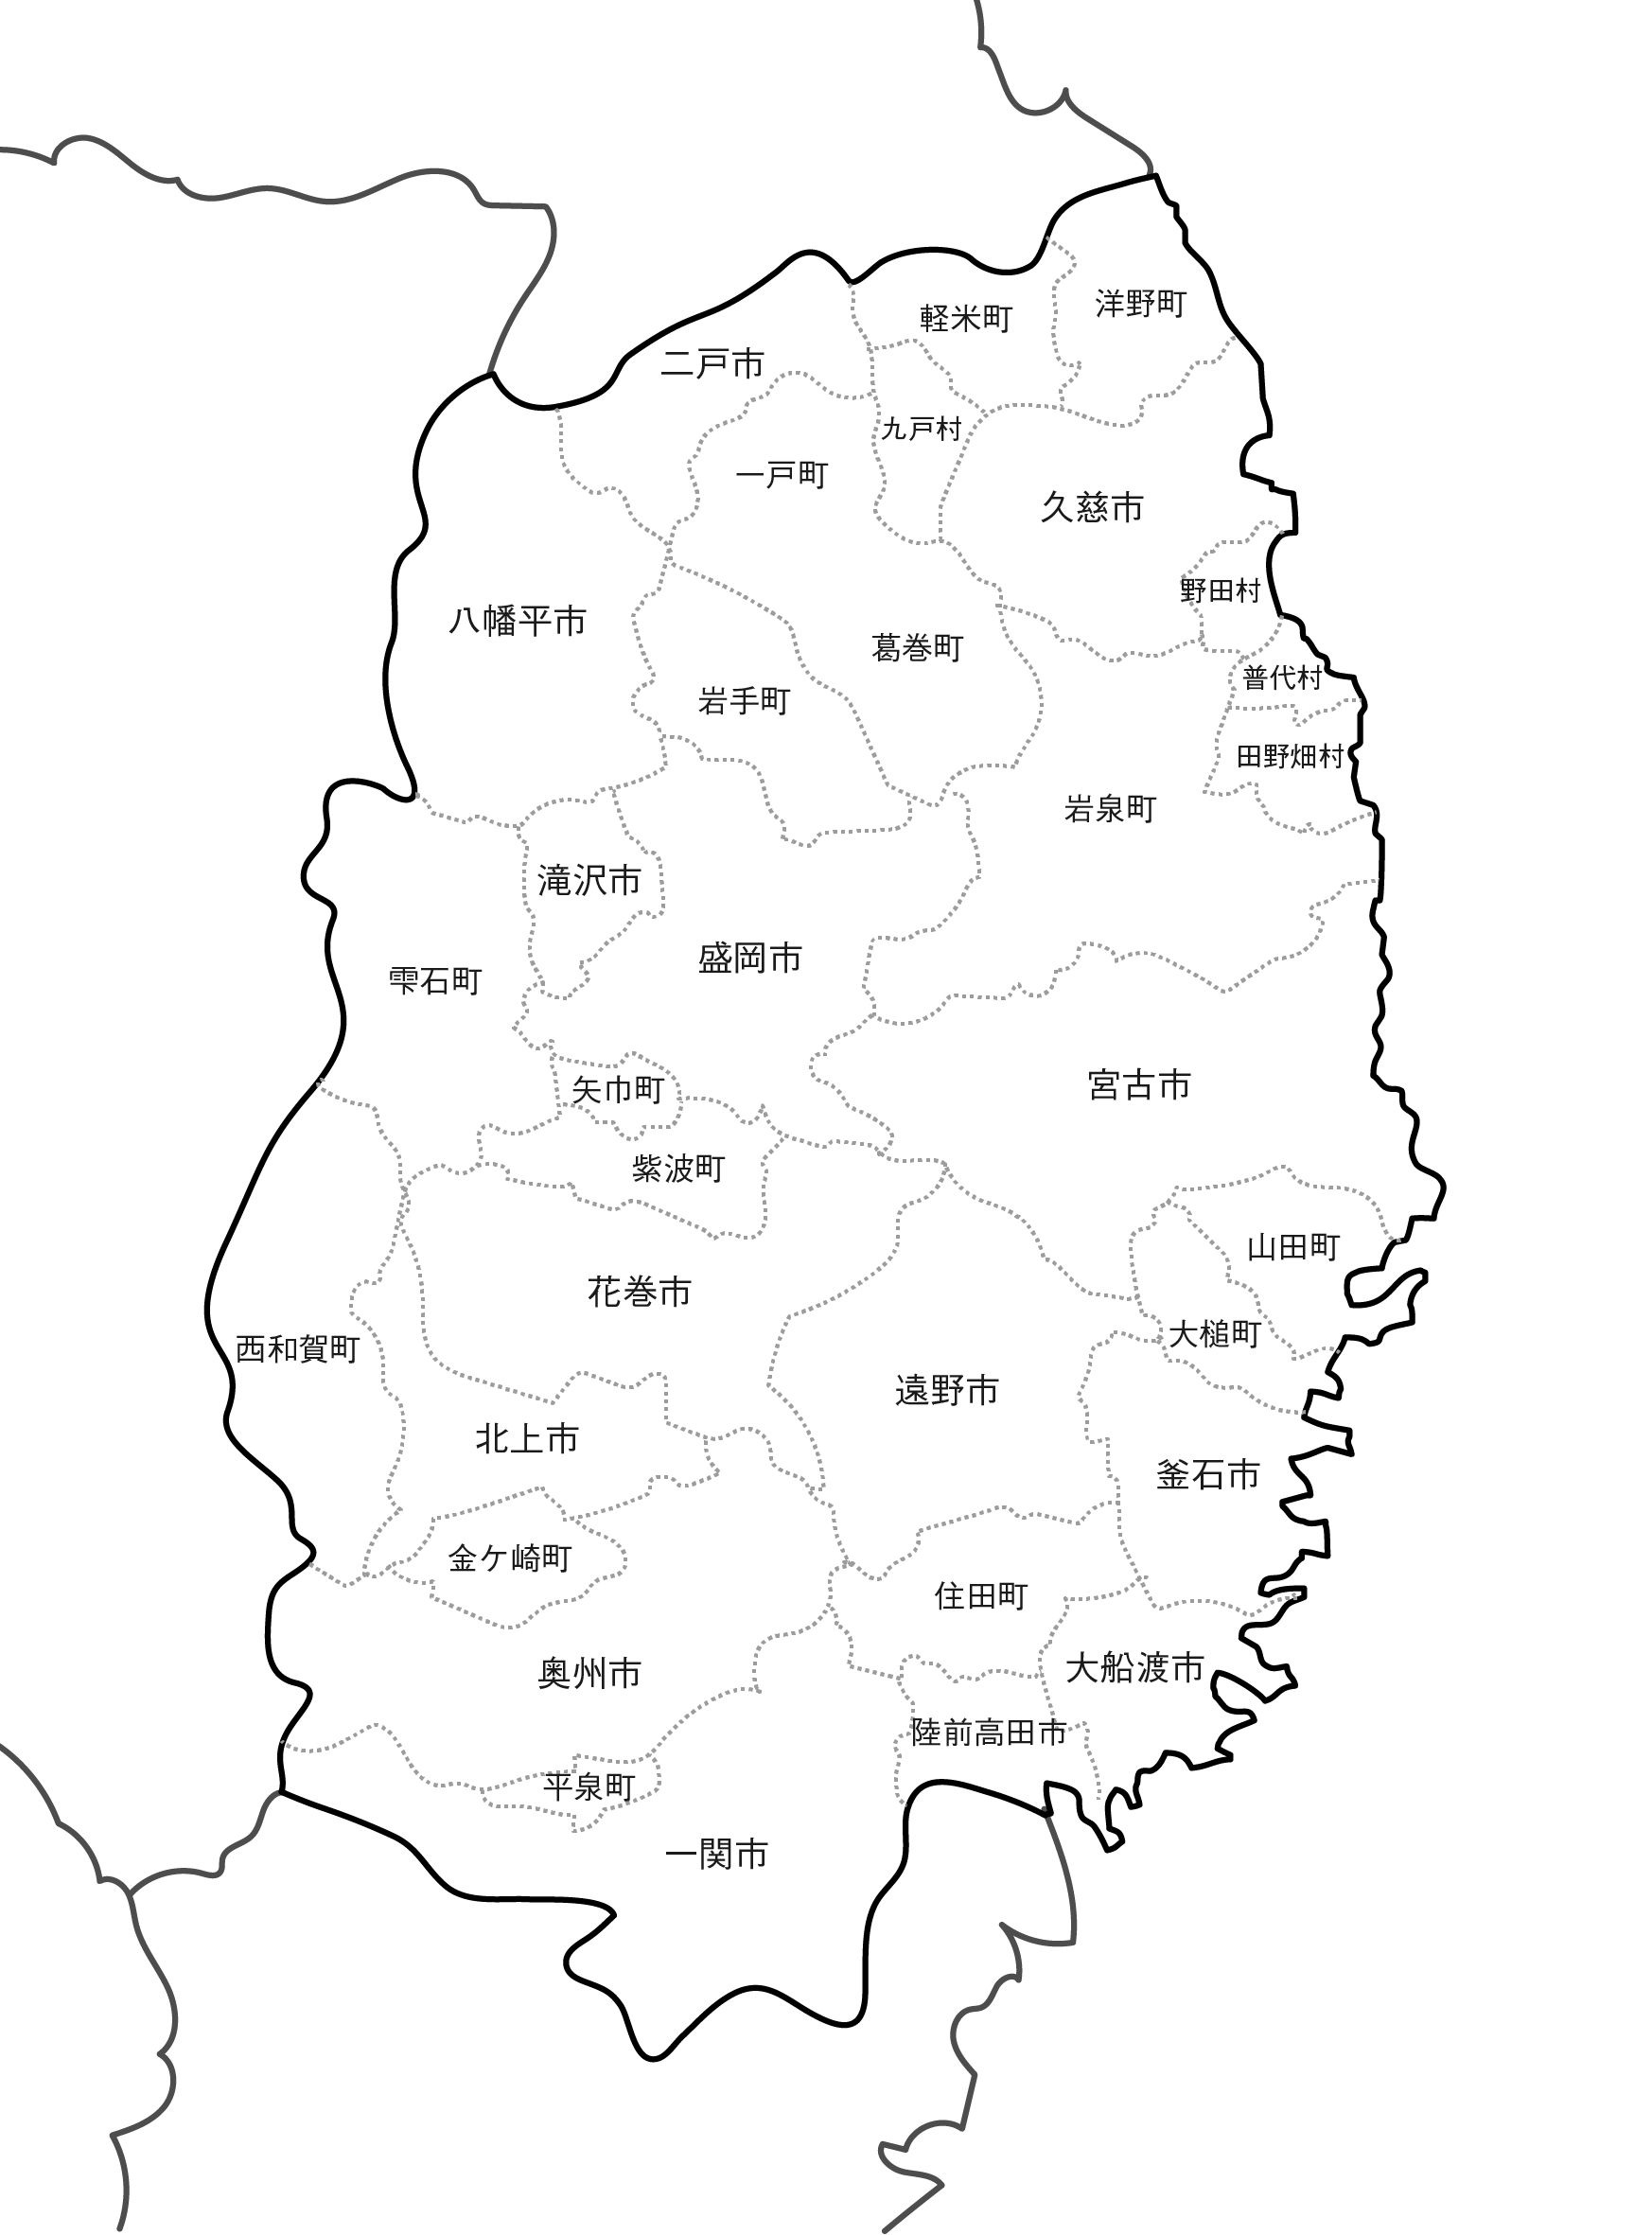 洋野町
軽米町
二戸市
九戸村
一戸町
久慈市
野田村
八幡平市
葛巻町
普代村
岩手町
田野畑村
岩泉町
滝沢市
盛岡市
雫石町
宮古市
矢巾町
紫波町
山田町
花巻市
大槌町
西和賀町
遠野市
北上市
釜石市
金ケ崎町
住田町
大船渡市
奥州市
陸前高田市
平泉町
一関市